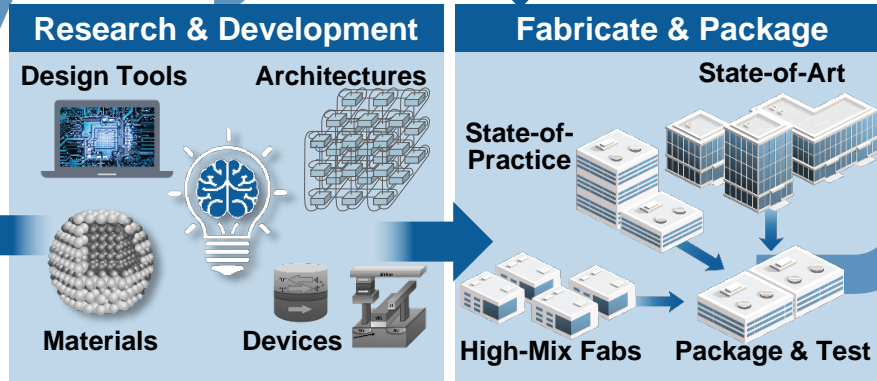 Research & Development
Design Tools
Architectures
Materials
Devices
Fabricate & Package
State-of-Art
State-of-
Practice
High-Mix Fabs
Package & Test